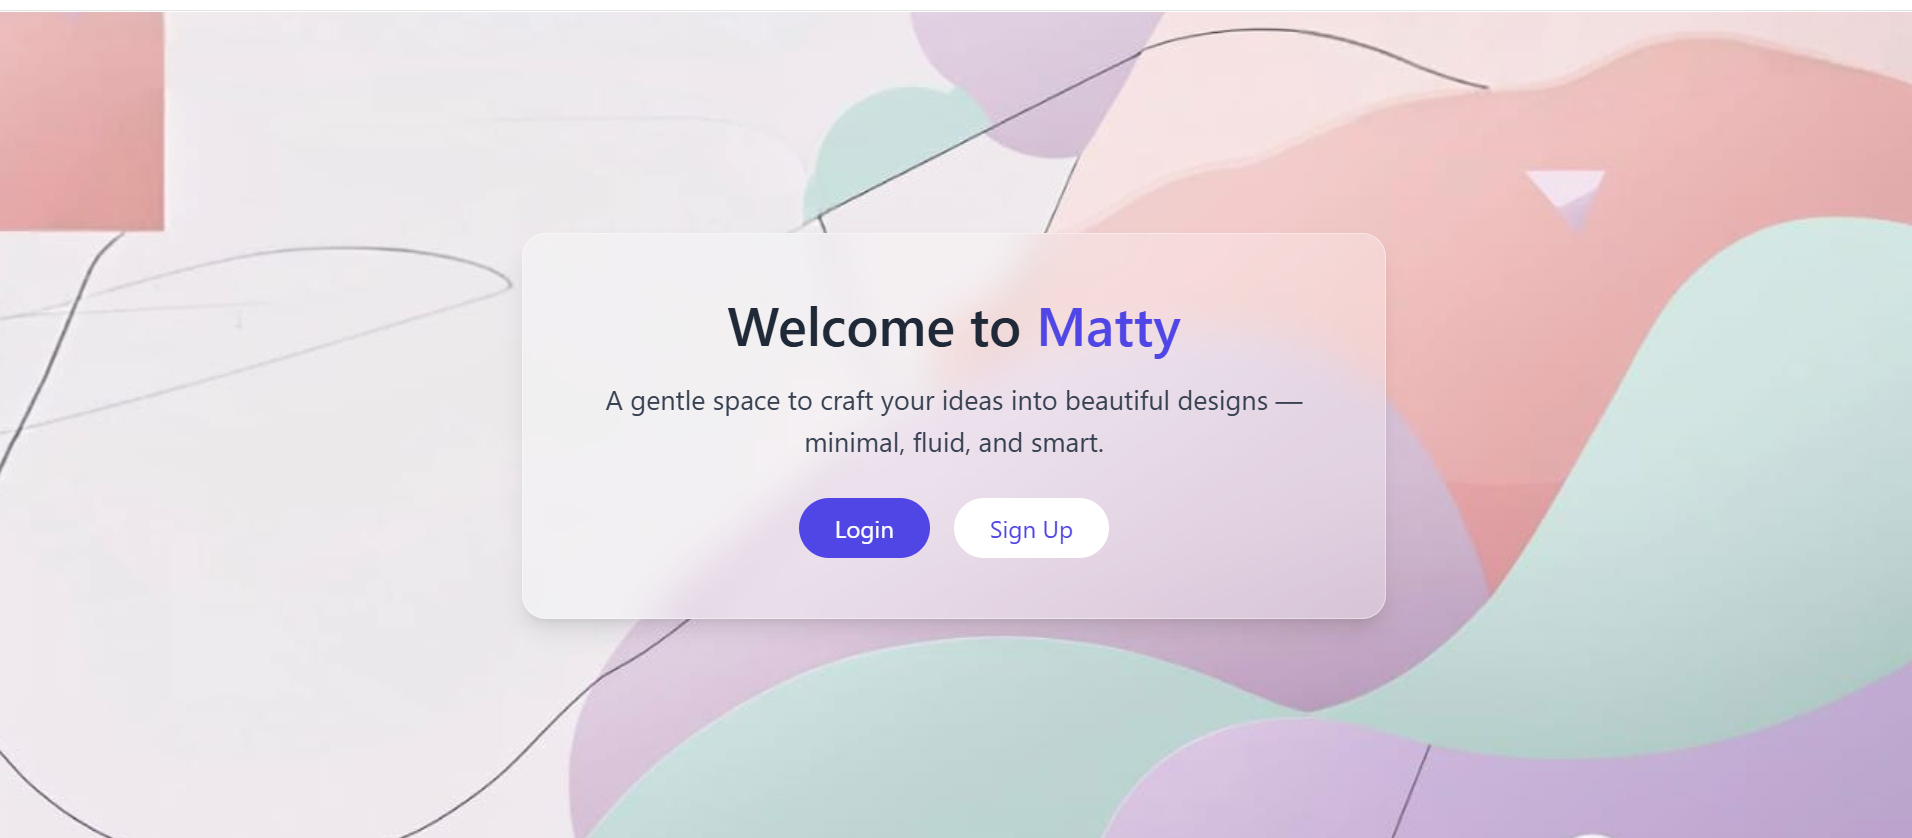 Welcome to Matty
A gentle space to craft your ideas into beautiful designs —
minimal, fluid, and smart.
Login
Sign Up